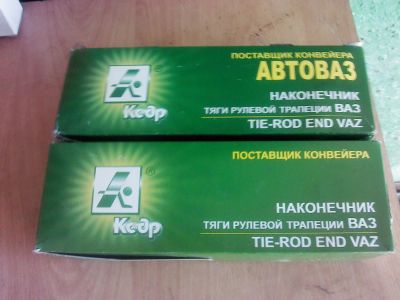 ПОСТАВЩИК КОНВЕЙЕРА
АВТОВАЗ
®
Кедр
НАКОНЕЧНИК
ТЯГИ РУЛЕВОЙ ТРАПЕЦИИ ВАЗ
TIE-ROD END VAZ
ПОСТАВЩИК КОНВЕЙЕРА
®
Кедр
НАКОНЕЧНИК
ТЯГИ РУЛЕВОЙ ТРАПЕЦИИ ВАЗ
TIE-ROD END VAZ